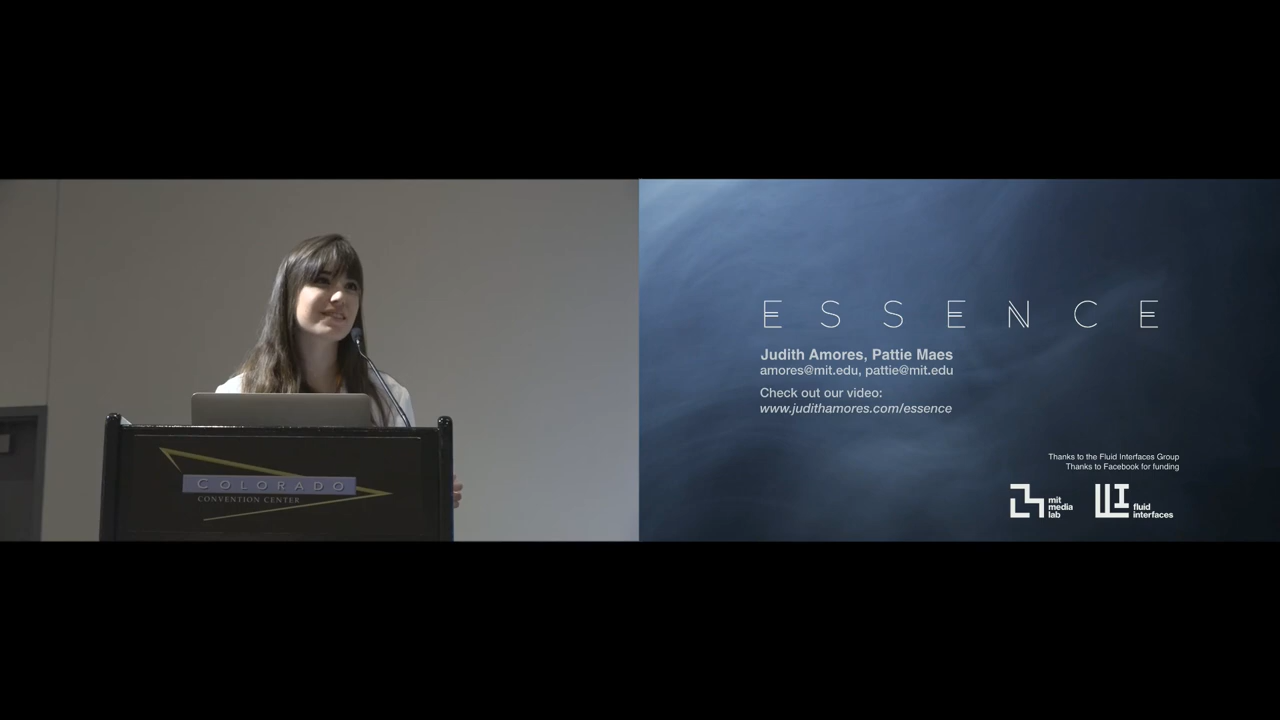 COLORADO
CONVENTION CENTER
ESSENCE
Judith Amores, Pattie Maes
amores@mit.edu, pattie@mit.edu
Check out our video:
www.judithamores.com/essence
Thanks to the Fluid Interfaces Group
Thanks to Facebook for funding
mit
media
lab
fluid
interfaces